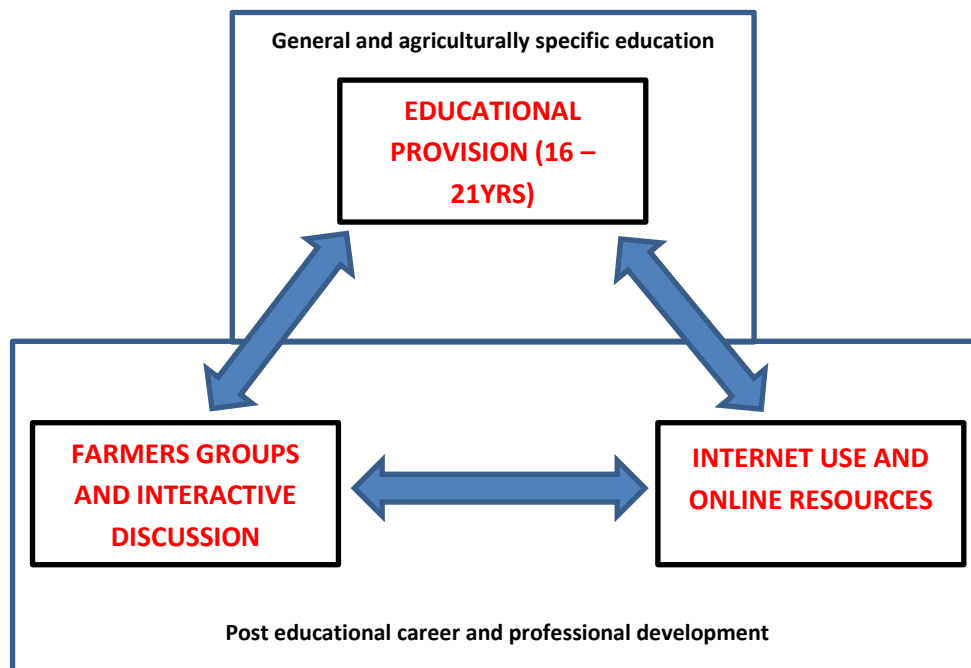 General and agriculturally specific education
EDUCATIONAL
PROVISION (16 –
21YRS)
FARMERS GROUPS
AND INTERACTIVE
DISCUSSION
INTERNET USE AND
ONLINE RESOURCES
Post educational career and professional development